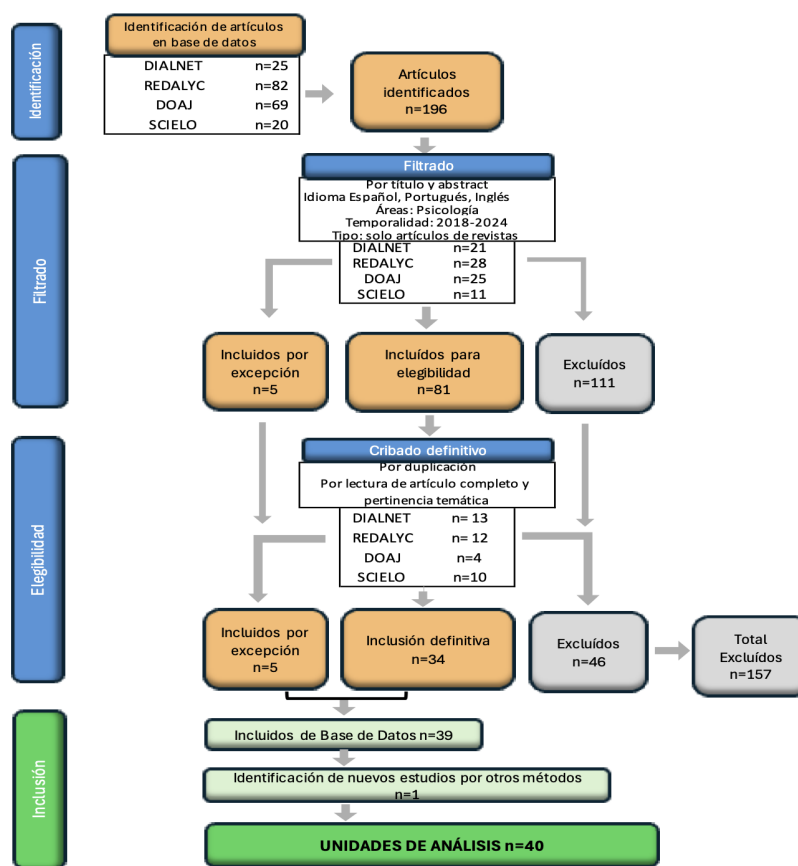 Identificación
Identificación de artículos
en base de datos
DIALNET n=25
REDALYC n=82
DOAJ n=69
SCIELO n=20
Artículos
identificados
n=196
Filtrado
Filtrado
Por título y abstract
Idioma Español, Portugués, Inglés
Áreas: Psicología
Temporalidad: 2018-2024
Tipo: solo artículos de revistas
DIALNET n=21
REDALYC n=28
DOAJ n=25
SCIELO n=11
Incluidos por
excepción
n=5
Incluídos para
elegibilidad
n=81
Excluídos
n=111
Elegibilidad
Cribado definitivo
Por duplicación
Por lectura de artículo completo y
pertinencia temática
DIALNET n= 13
REDALYC n= 12
DOAJ n=4
SCIELO n=10
Incluidos por
excepción
n=5
Inclusión definitiva
n=34
Excluídos
n=46
Total
Excluídos
n=157
Inclusión
Incluidos de Base de Datos n=39
Identificación de nuevos estudios por otros métodos
n=1
UNIDADES DE ANÁLISIS n=40